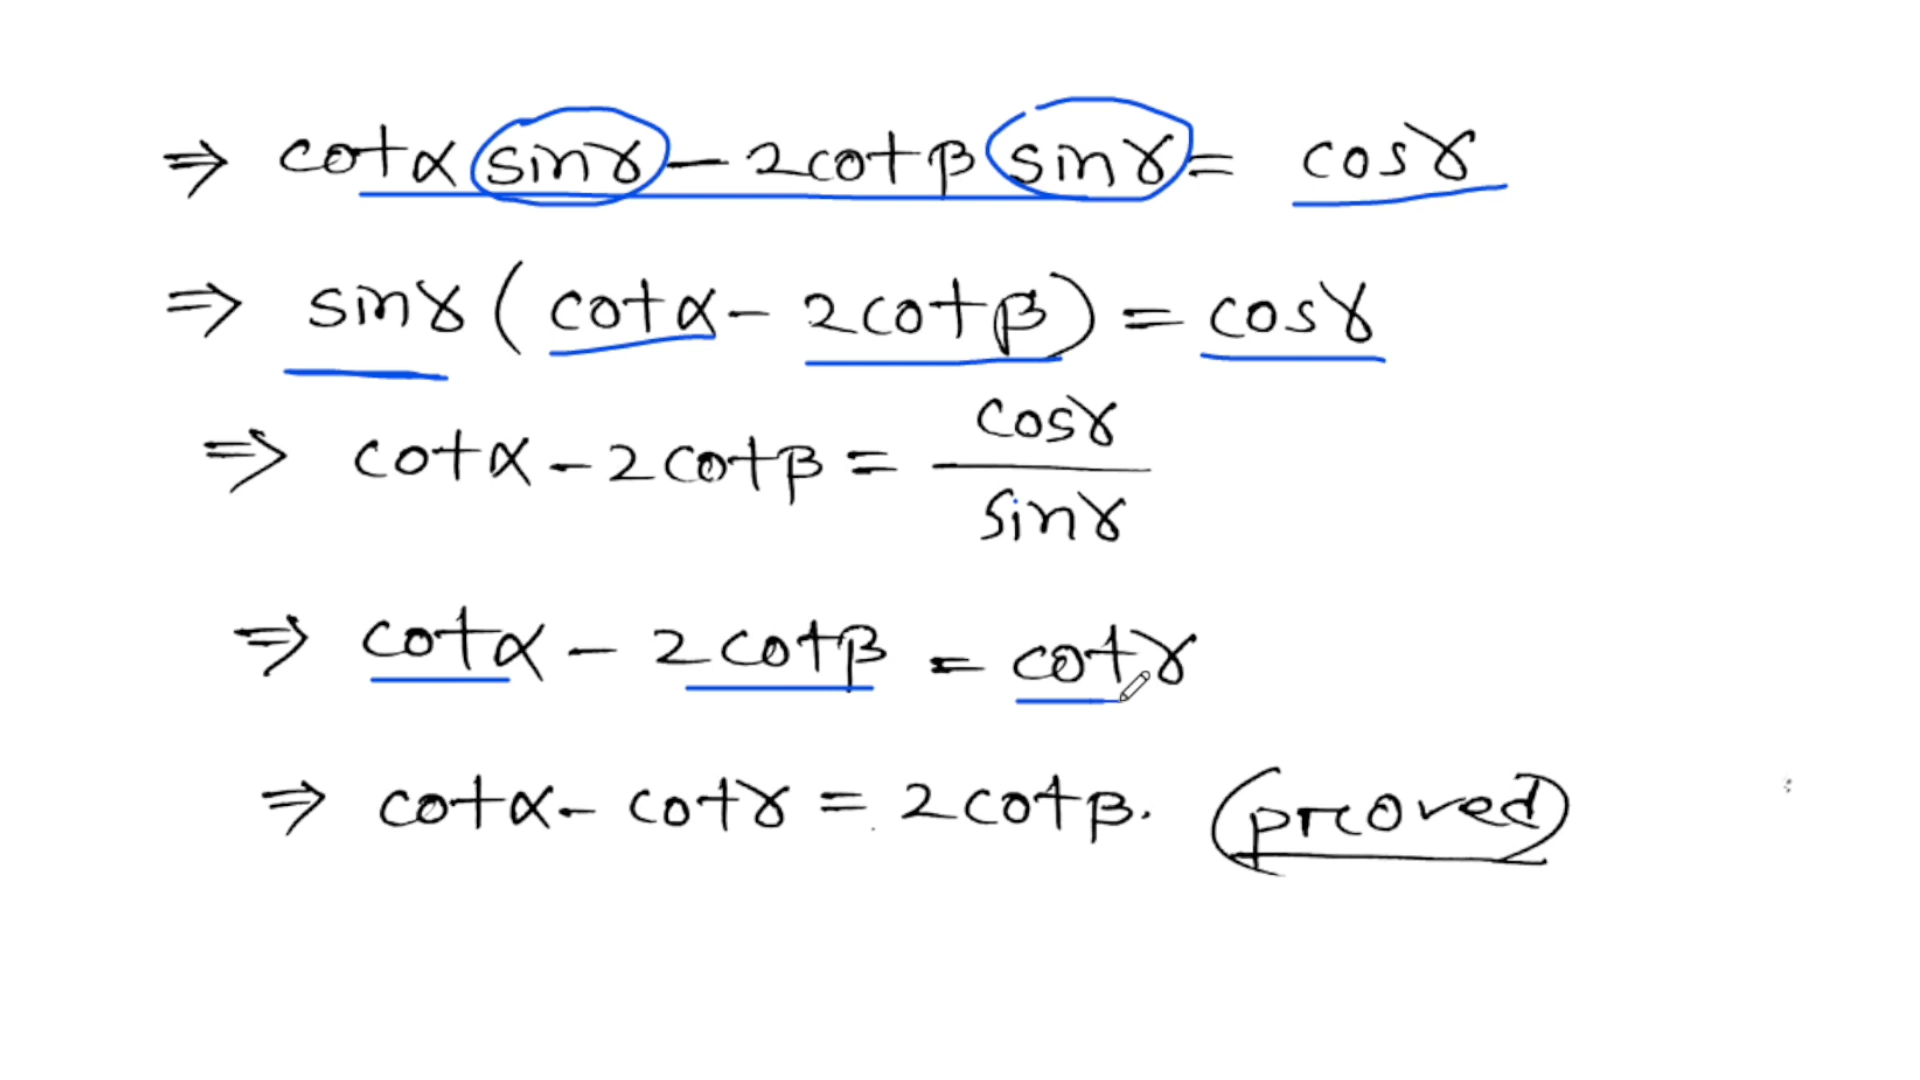 ⇒ cotα sinγ - 2cotβ sinγ = cosγ
⇒ sinγ ( cotα - 2cotβ ) = cosγ
⇒ cotα - 2cotβ = cosγ / sinγ
⇒ cotα - 2cotβ = cotγ
⇒ cotα - cotγ = 2cotβ. (proved)